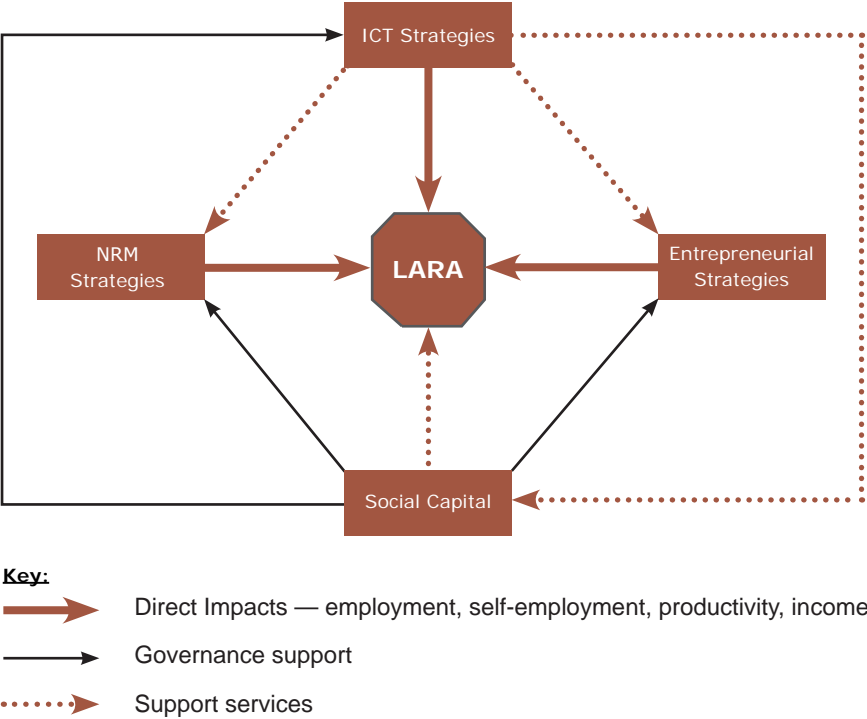 ICT Strategies
NRM
Strategies
LARA
Entrepreneurial
Strategies
Social Capital
Key:
Direct Impacts — employment, self-employment, productivity, income
Governance support
Support services